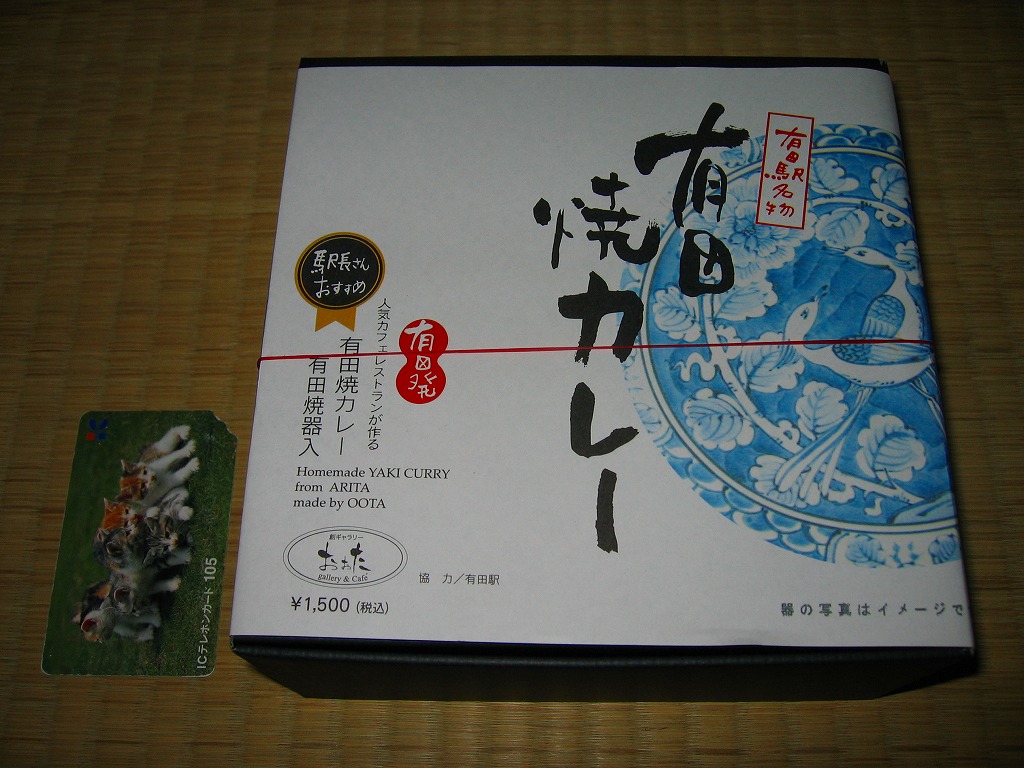 有田駅名物
有田
焼カレー
駅長さん
おすすめ
人気カフェレストランが作る
有田焼カレー
有田焼器入
有田焼
Homemade YAKI CURRY
from ARITA
made by OOTA
創ギャラリー
おおた
gallery & Café
協 力／有田駅
¥1,500 (税込)
器の写真はイメージで
ICテレホンカード 105